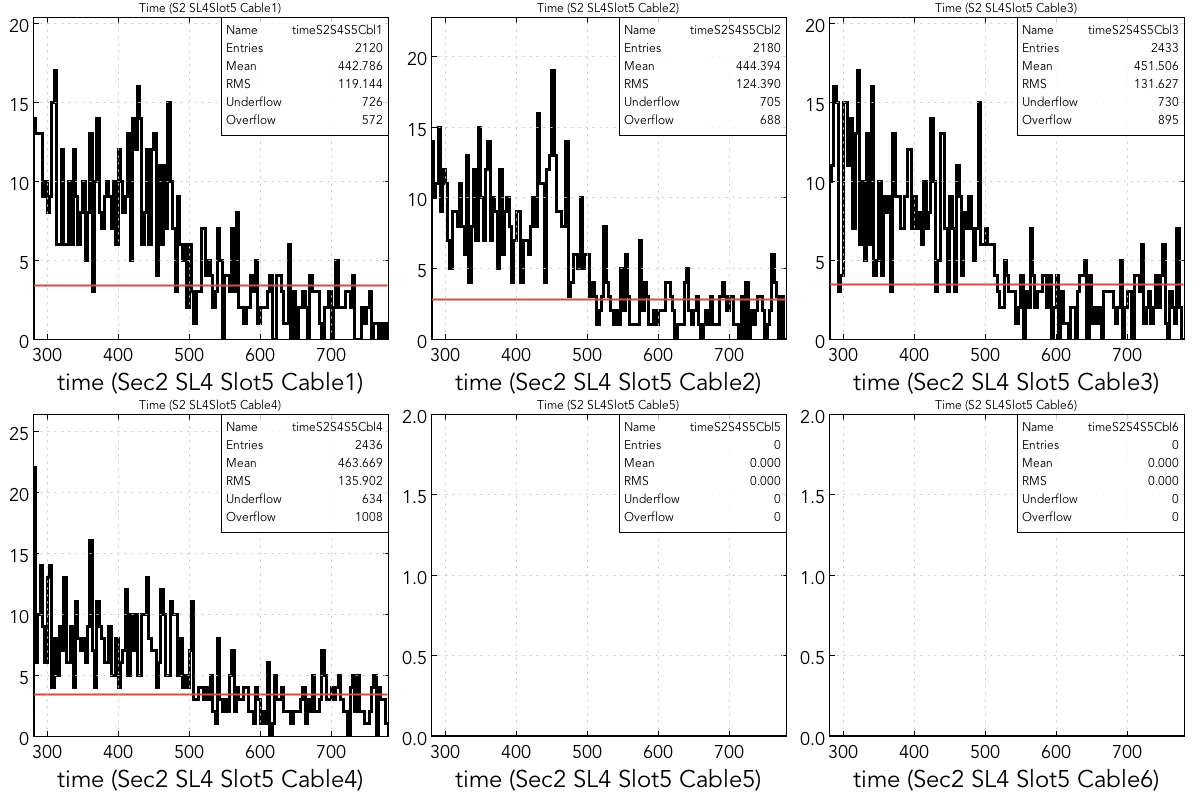 Time (S2 SL4Slot5 Cable1)
20
15
10
5
0
300 400 500 600 700
Name timeS2S4S5Cbl1
Entries 2120
Mean 442.786
RMS 119.144
Underflow 726
Overflow 572
time (Sec2 SL4 Slot5 Cable1)
Time (S2 SL4Slot5 Cable2)
20
15
10
5
0
300 400 500 600 700
Name timeS2S4S5Cbl2
Entries 2180
Mean 444.394
RMS 124.390
Underflow 705
Overflow 688
time (Sec2 SL4 Slot5 Cable2)
Time (S2 SL4Slot5 Cable3)
20
15
10
5
0
300 400 500 600 700
Name timeS2S4S5Cbl3
Entries 2433
Mean 451.506
RMS 131.627
Underflow 730
Overflow 895
time (Sec2 SL4 Slot5 Cable3)
Time (S2 SL4Slot5 Cable4)
25
20
15
10
5
0
300 400 500 600 700
Name timeS2S4S5Cbl4
Entries 2436
Mean 463.669
RMS 135.902
Underflow 634
Overflow 1008
time (Sec2 SL4 Slot5 Cable4)
Time (S2 SL4Slot5 Cable5)
2.0
1.5
1.0
0.5
0.0
300 400 500 600 700
Name timeS2S4S5Cbl5
Entries 0
Mean 0.000
RMS 0.000
Underflow 0
Overflow 0
time (Sec2 SL4 Slot5 Cable5)
Time (S2 SL4Slot5 Cable6)
2.0
1.5
1.0
0.5
0.0
300 400 500 600 700
Name timeS2S4S5Cbl6
Entries 0
Mean 0.000
RMS 0.000
Underflow 0
Overflow 0
time (Sec2 SL4 Slot5 Cable6)